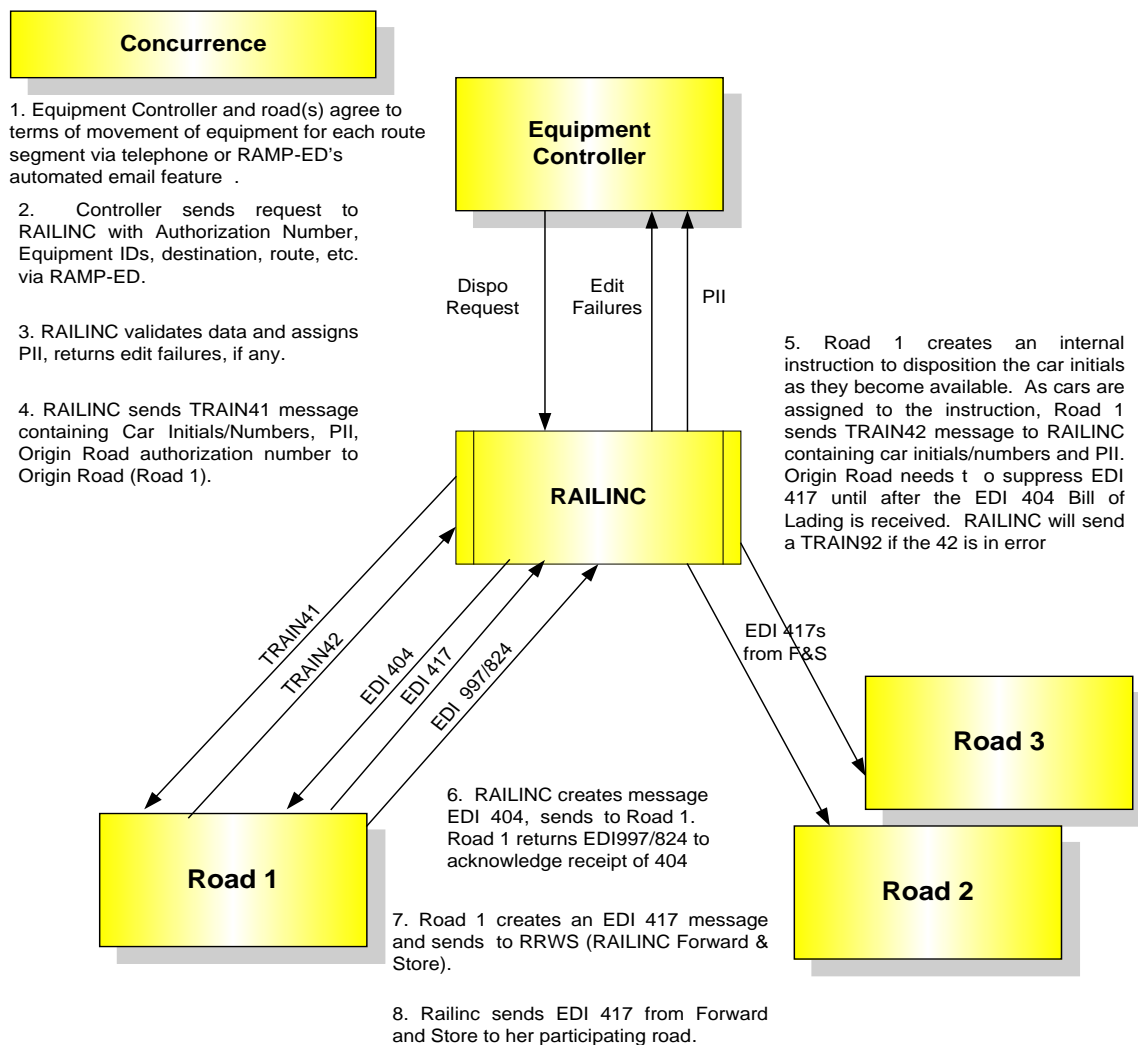 Concurrence
1. Equipment Controller and road(s) agree to
terms of movement of equipment for each route
segment via telephone or RAMP-ED's
automated email feature .
2. Controller sends request to
RAILINC with Authorization Number,
Equipment IDs, destination, route, etc.
via RAMP-ED.
3. RAILINC validates data and assigns
PII, returns edit failures, if any.
4. RAILINC sends TRAIN41 message
containing Car Initials/Numbers, PII,
Origin Road authorization number to
Origin Road (Road 1).
Equipment
Controller
Dispo
Request
Edit
Failures
PII
5. Road 1 creates an internal
instruction to disposition the car initials
as they become available. As cars are
assigned to the instruction, Road 1
sends TRAIN42 message to RAILINC
containing car initials/numbers and PII.
Origin Road needs t o suppress EDI
417 until after the EDI 404 Bill of
Lading is received. RAILINC will send
a TRAIN92 if the 42 is in error
RAILINC
TRAIN41
TRAIN42
EDI 404
EDI 417
EDI 997/824
EDI 417s
from F&S
Road 3
Road 2
Road 1
6. RAILINC creates message
EDI 404, sends to Road 1.
Road 1 returns EDI997/824 to
acknowledge receipt of 404
7. Road 1 creates an EDI 417 message
and sends to RRWS (RAILINC Forward &
Store).
8. Railinc sends EDI 417 from Forward
and Store to her participating road.